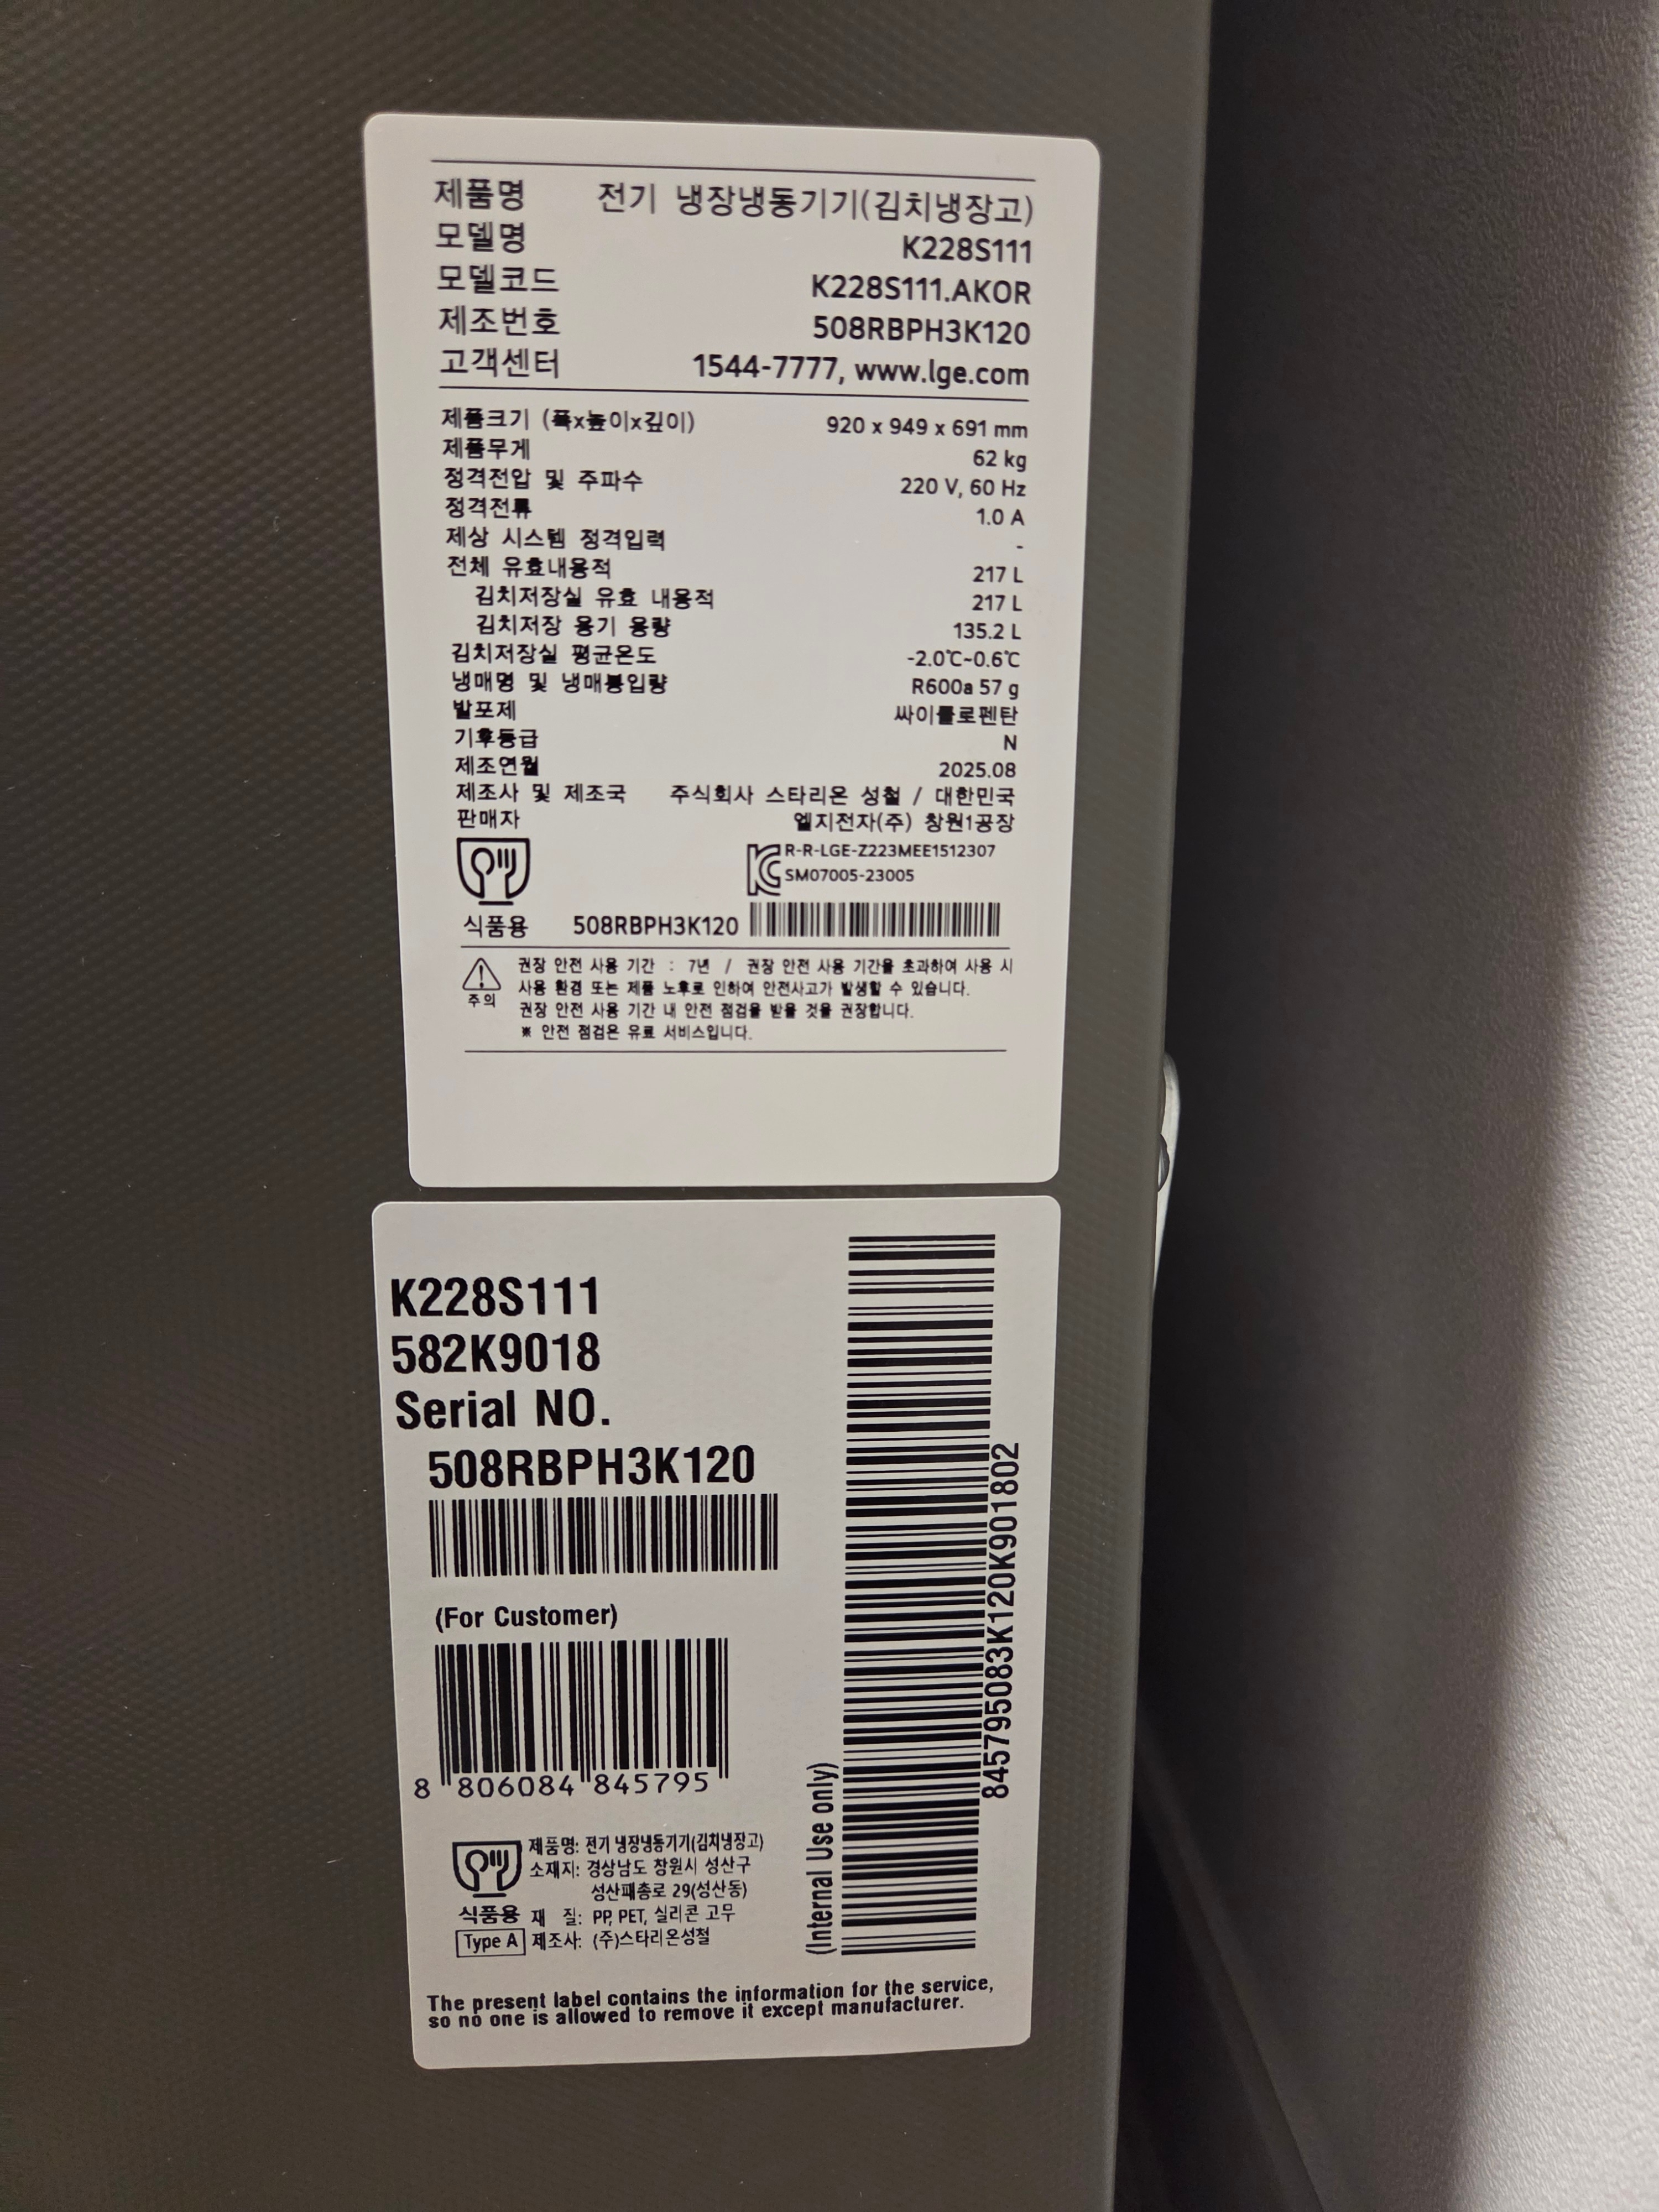 제품명 전기 냉장냉동기기(김치냉장고)
모델명 K228S111
모델코드 K228S111.AKOR
제조번호 508RBPH3K120
고객센터 1544-7777, www.lge.com
제품크기 (폭x높이x깊이) 920 x 949 x 691 mm
제품무게 62 kg
정격전압 및 주파수 220 V, 60 Hz
정격전류 1.0 A
제상 시스템 정격입력 -
전체 유효내용적 217 L
김치저장실 유효 내용적 217 L
김치저장 용기 용량 135.2 L
김치저장실 평균온도 -2.0℃~0.6℃
냉매명 및 냉매봉입량 R600a 57 g
발포제 싸이클로펜탄
기후등급 N
제조연월 2025.08
제조사 및 제조국 주식회사 스타리온 성철 / 대한민국
판매자 엘지전자(주) 창원1공장
R-R-LGE-Z223MEE1512307
SM07005-23005
식품용 508RBPH3K120
권장 안전 사용 기간 : 7년 / 권장 안전 사용 기간을 초과하여 사용 시
사용 환경 또는 제품 노후로 인하여 안전사고가 발생할 수 있습니다.
주의
권장 안전 사용 기간 내 안전 점검을 받을 것을 권장합니다.
※ 안전 점검은 유료 서비스입니다.
K228S111
582K9018
Serial NO.
508RBPH3K120
(For Customer)
8 806084 845795
(Internal Use only)
845795083K120K901802
제품명: 전기 냉장냉동기기(김치냉장고)
소재지: 경상남도 창원시 성산구
성산패총로 29(성산동)
식품용 재 질: PP, PET, 실리콘 고무
Type A 제조사: (주)스타리온성철
The present label contains the information for the service,
so no one is allowed to remove it except manufacturer.